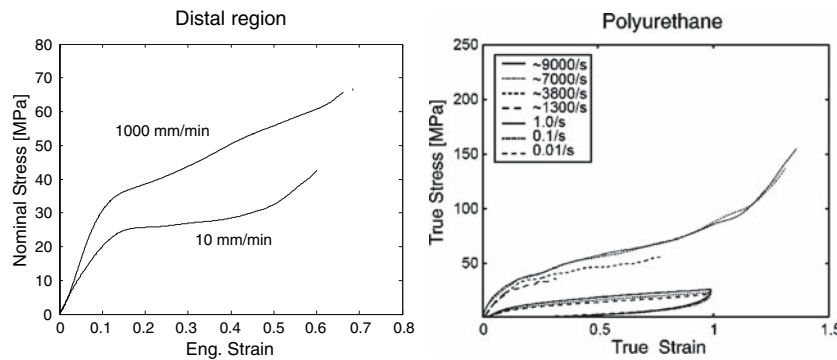 Distal region
Nominal Stress [MPa]
80
70
60
50
40
30
20
10
0
1000 mm/min
10 mm/min
0 0.1 0.2 0.3 0.4 0.5 0.6 0.7 0.8
Eng. Strain
Polyurethane
True Stress [MPa]
250
200
150
100
50
~9000/s
~7000/s
~3800/s
~1300/s
1.0/s
0.1/s
0.01/s
0 0.5 1 1.5
True Strain